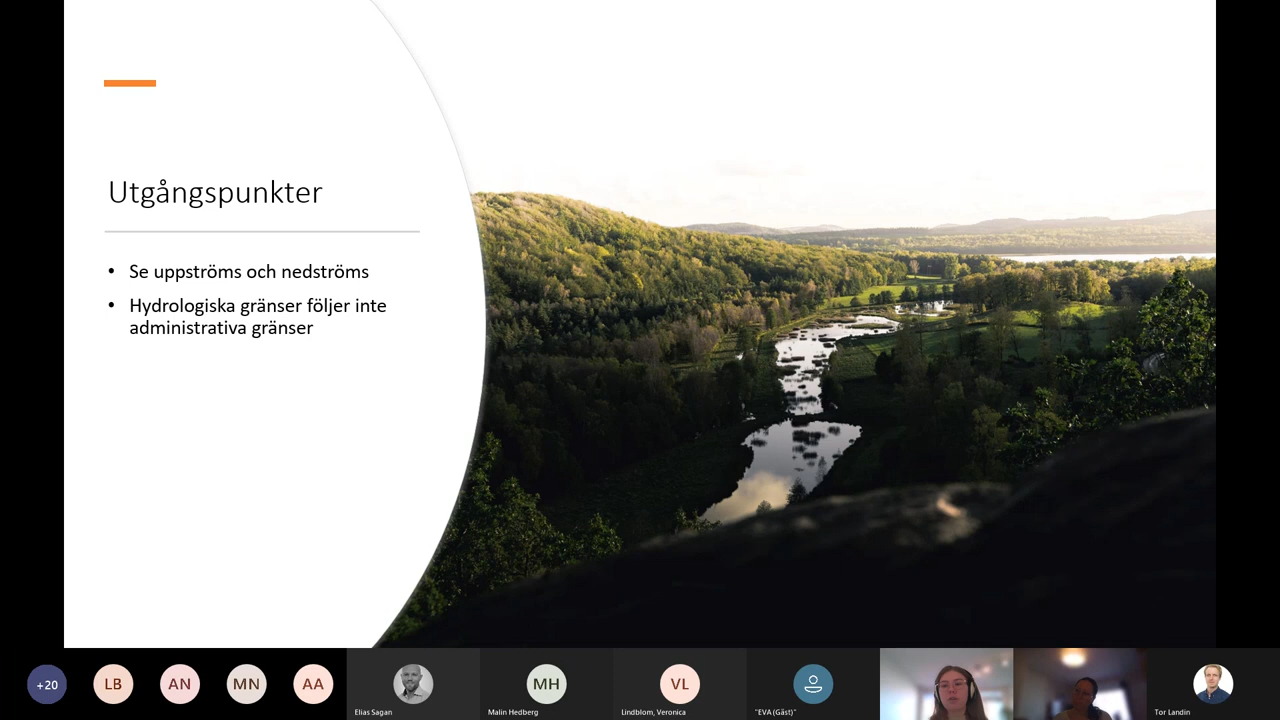 Utgångspunkter
• Se uppströms och nedströms
• Hydrologiska gränser följer inte
administrativa gränser
+20
LB
AN
MN
AA
MH
VL
Elias Sagan
Malin Hedberg
Lindblom, Veronica
"EVA (Gäst)"
Tor Landin